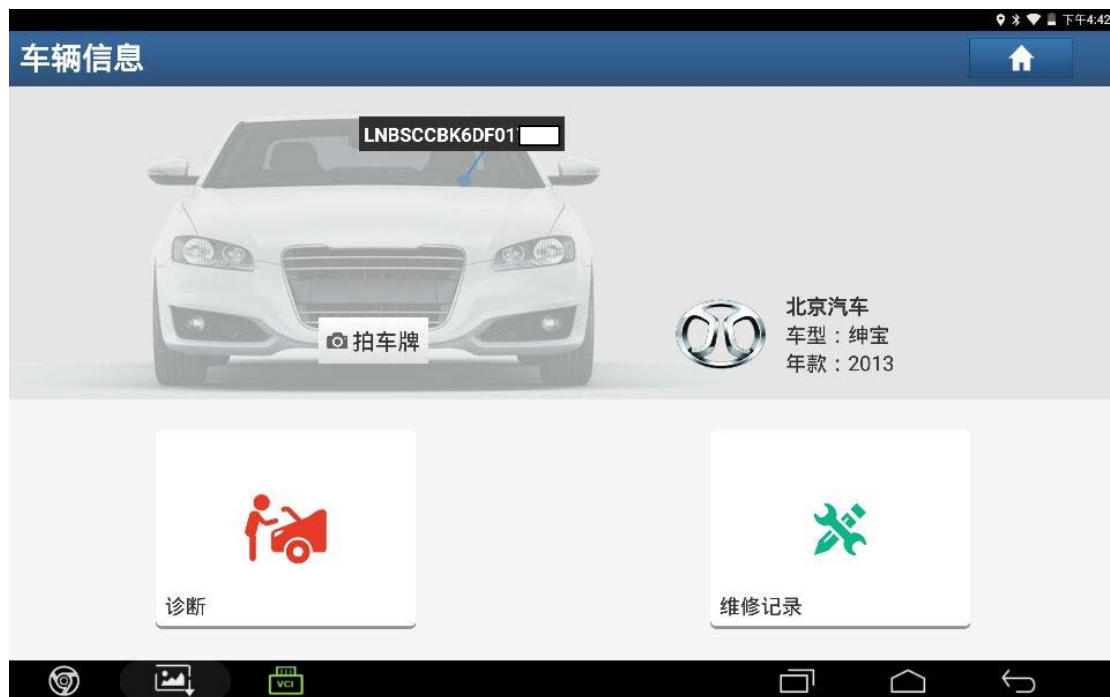 下午4:42
车辆信息
LNBSCCBK6DF01
拍车牌
北京汽车
车型：绅宝
年款：2013
诊断
维修记录
VCI